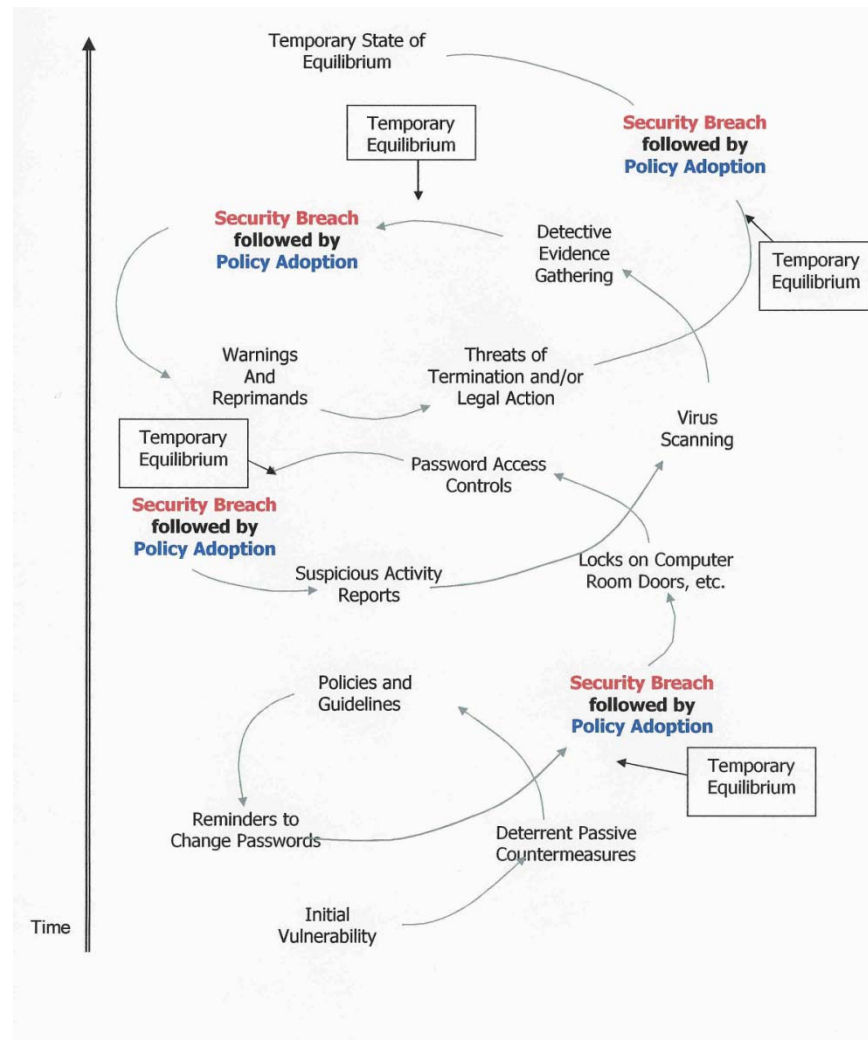 Temporary State of
Equilibrium
Temporary
Equilibrium
Security Breach
followed by
Policy Adoption
Security Breach
followed by
Policy Adoption
Detective
Evidence
Gathering
Temporary
Equilibrium
Warnings
And
Reprimands
Threats of
Termination and/or
Legal Action
Virus
Scanning
Temporary
Equilibrium
Password Access
Controls
Security Breach
followed by
Policy Adoption
Suspicious Activity
Reports
Locks on Computer
Room Doors, etc.
Policies and
Guidelines
Security Breach
followed by
Policy Adoption
Temporary
Equilibrium
Reminders to
Change Passwords
Deterrent Passive
Countermeasures
Initial
Vulnerability
Time